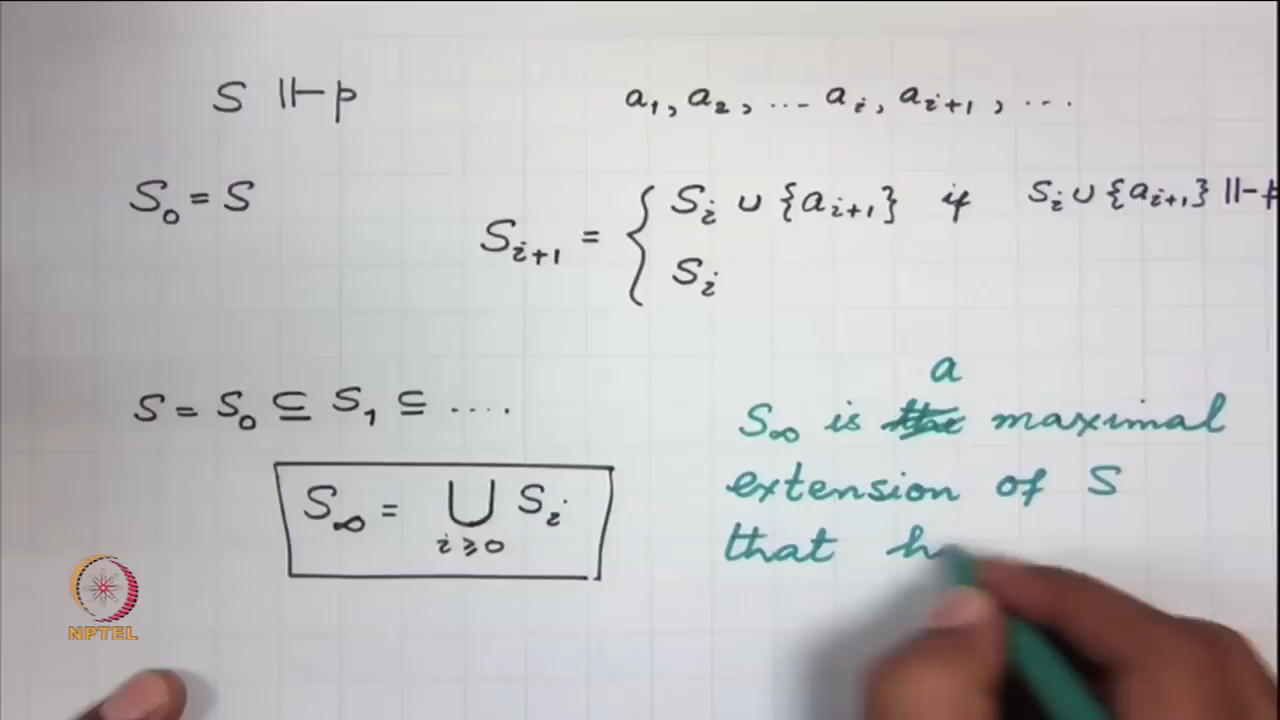 S ⊩ p
a₁, a₂, ... aᵢ, aᵢ₊₁, ...
S₀ = S
Sᵢ₊₁ = { Sᵢ ∪ {aᵢ₊₁} if Sᵢ ∪ {aᵢ₊₁} ⊩ p
Sᵢ
S = S₀ ⊆ S₁ ⊆ ....
S∞ = ⋃ Sᵢ
i ⩾ 0
a
S∞ is the maximal
extension of S
that h
NPTEL